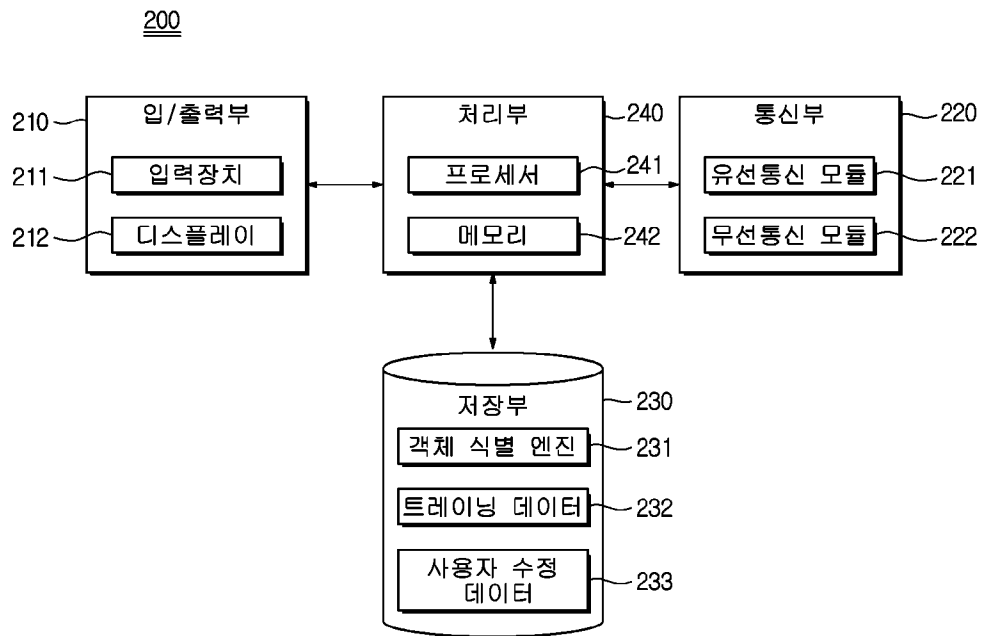 200
입/출력부
210
입력장치
211
디스플레이
212
처리부
240
프로세서
241
메모리
242
통신부
220
유선통신 모듈
221
무선통신 모듈
222
저장부
230
객체 식별 엔진
231
트레이닝 데이터
232
사용자 수정
데이터
233